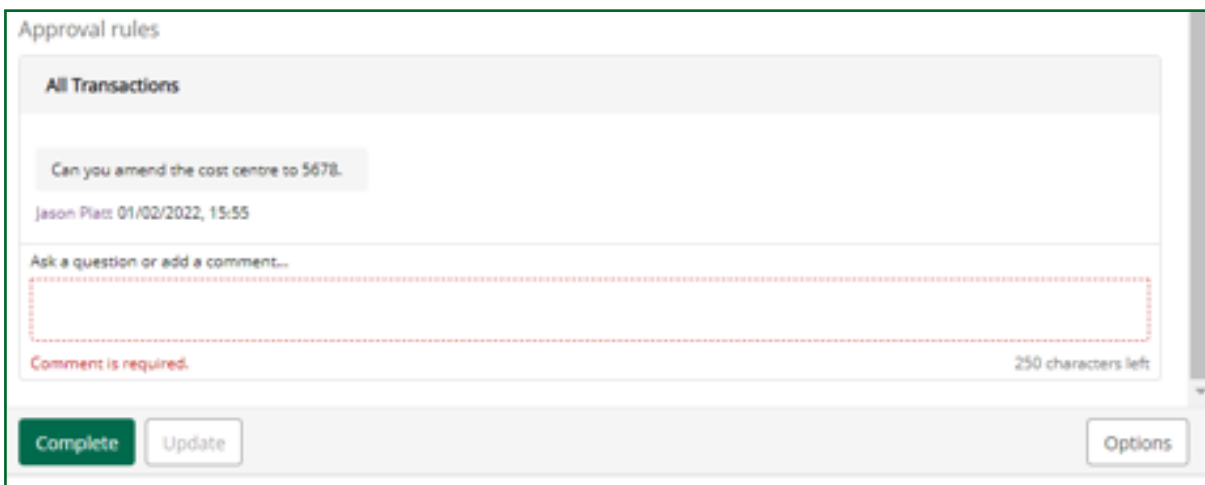 Approval rules
All Transactions
Can you amend the cost centre to 5678.
Jason Platt 01/02/2022, 15:55
Ask a question or add a comment...
Comment is required.
250 characters left
Complete
Update
Options